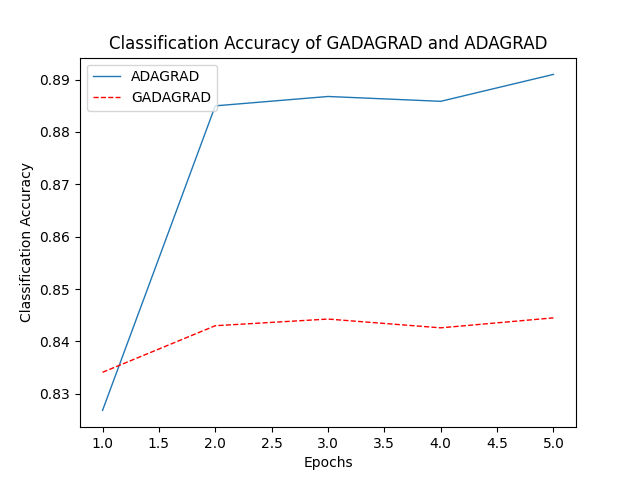 Classification Accuracy of GADAGRAD and ADAGRAD
ADAGRAD
GADAGRAD
0.89
0.88
0.87
0.86
0.85
0.84
0.83
Classification Accuracy
1.0 1.5 2.0 2.5 3.0 3.5 4.0 4.5 5.0
Epochs